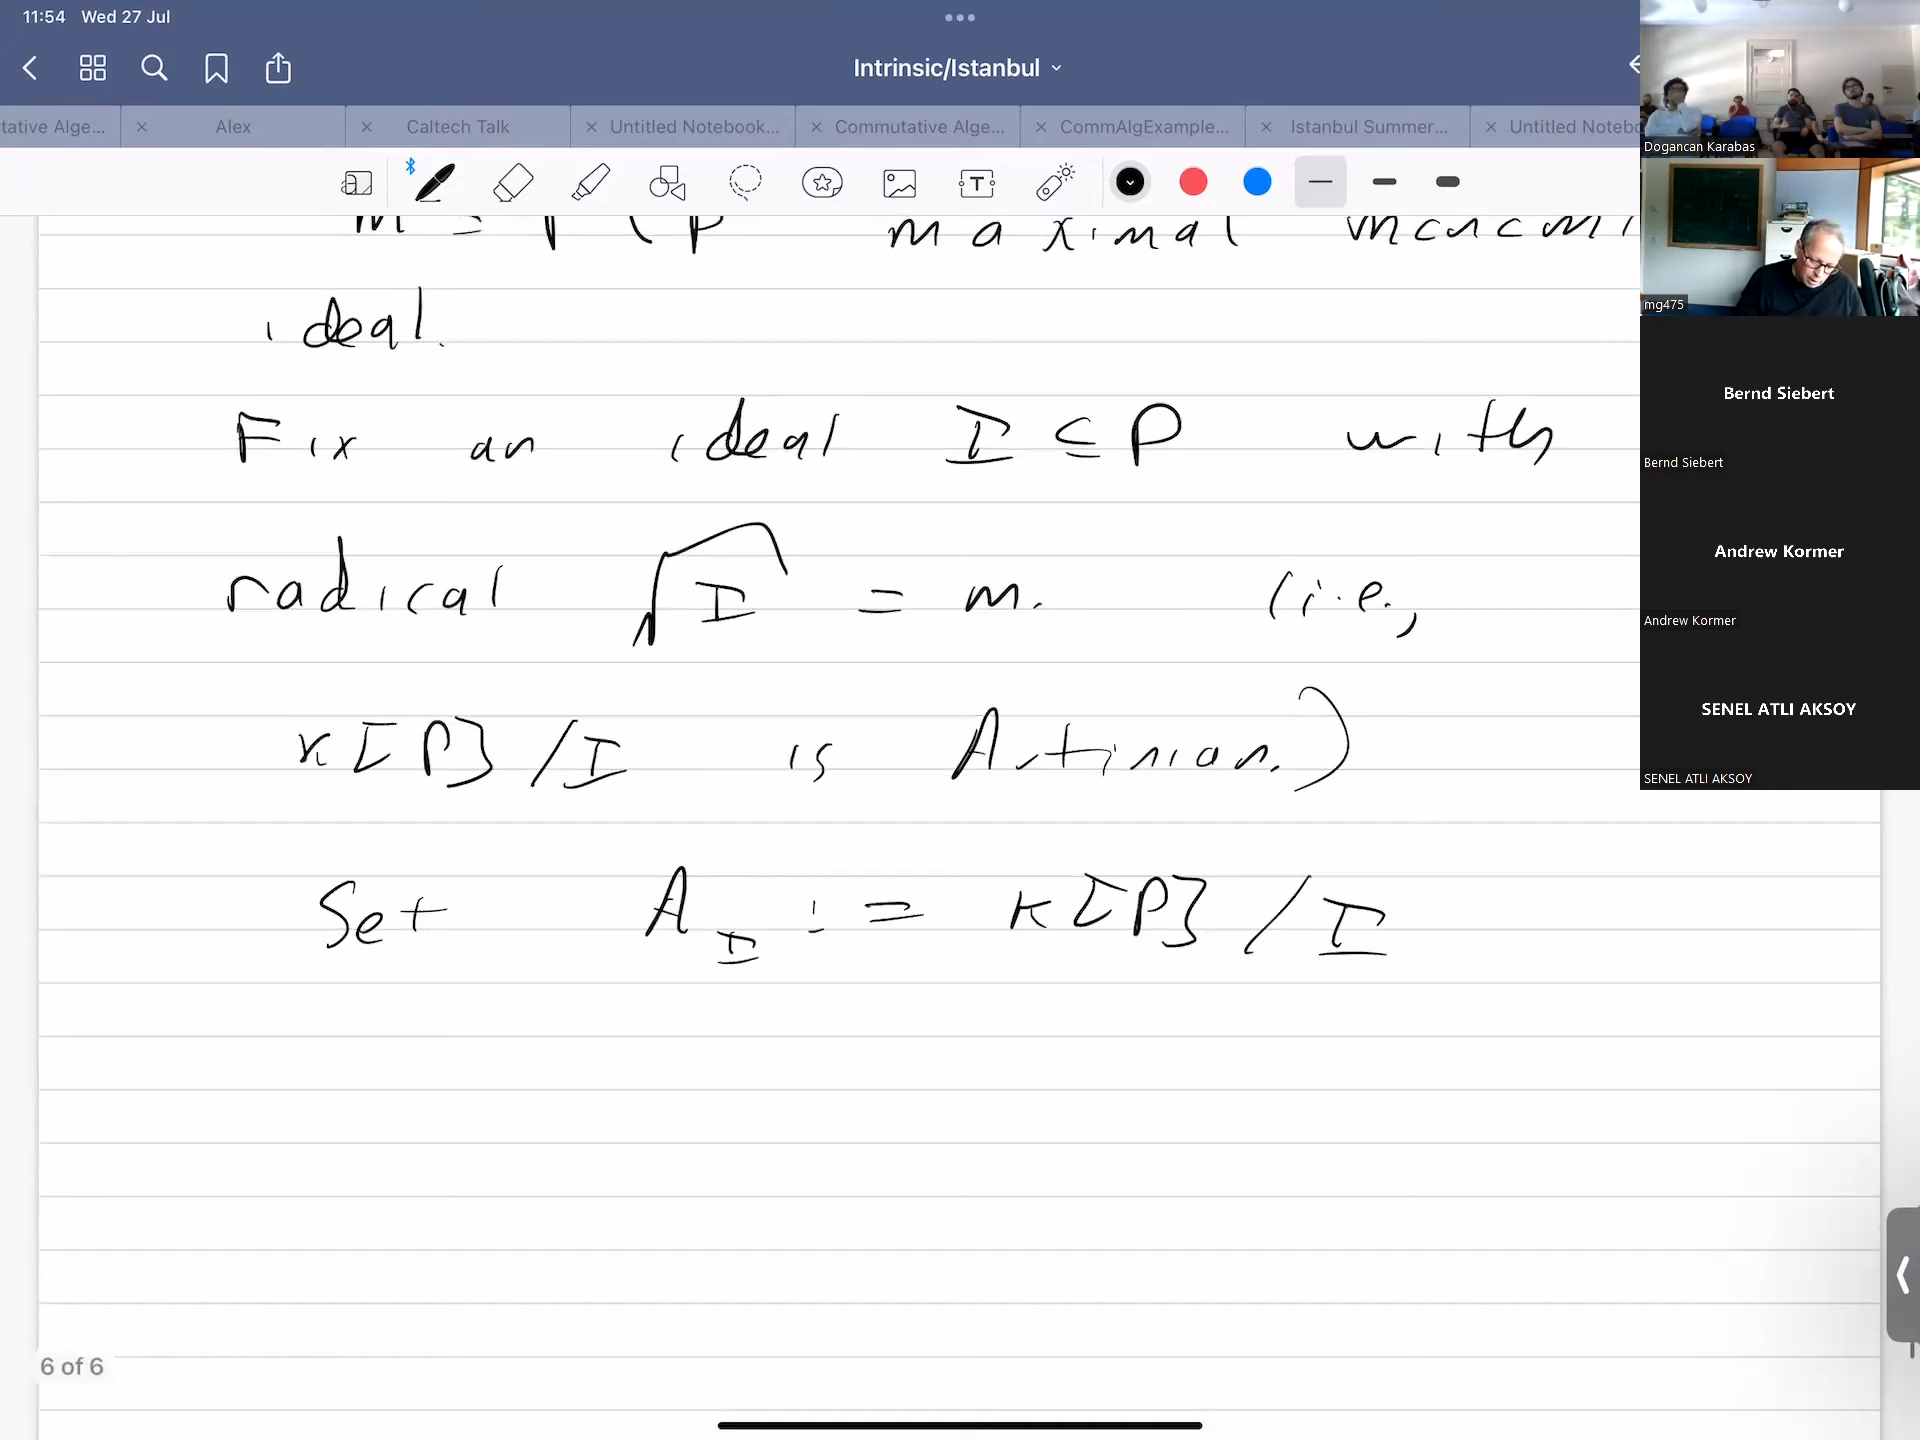 11:54 Wed 27 Jul
Intrinsic/Istanbul
tative Alge...
Alex
Caltech Talk
Untitled Notebook...
Commutative Alge...
CommAlgExample...
Istanbul Summer...
Untitled Notebo
maximal
ideal.
Fix an ideal I ⊆ P with
radical √I = m. (i.e.,
k[P]/I is Artinian.)
Set A_I := k[P]/I
6 of 6
Dogancan Karabas
mg475
Bernd Siebert
Bernd Siebert
Andrew Kormer
Andrew Kormer
SENEL ATLI AKSOY
SENEL ATLI AKSOY